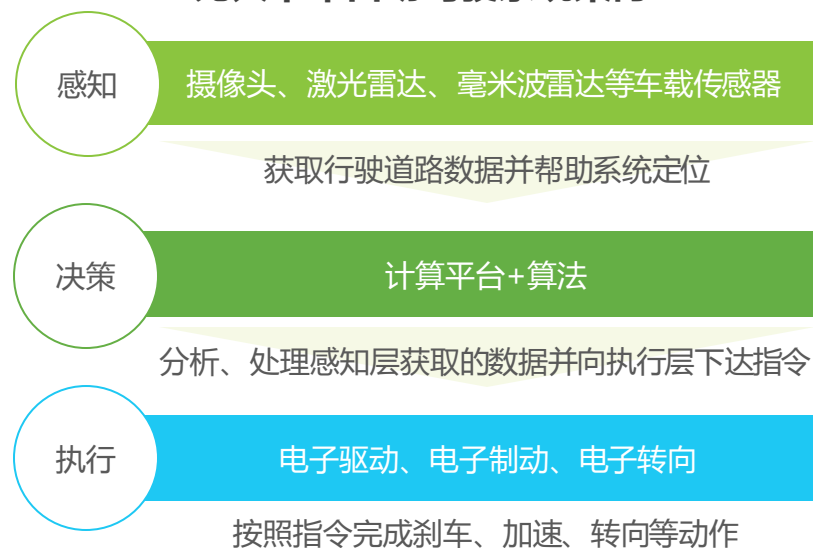 感知
摄像头、激光雷达、毫米波雷达等车载传感器
获取行驶道路数据并帮助系统定位
决策
计算平台+算法
分析、处理感知层获取的数据并向执行层下达指令
执行
电子驱动、电子制动、电子转向
按照指令完成刹车、加速、转向等动作